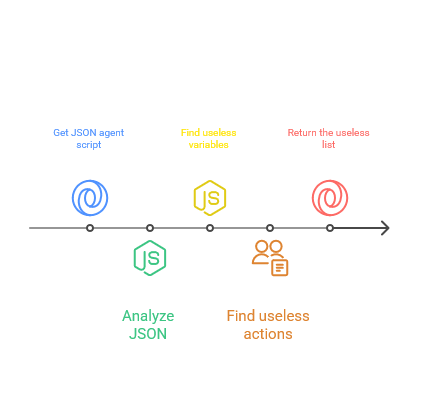 Get JSON agent
script
Find useless
variables
Return the useless
list
JS
JS
Analyze
JSON
Find useless
actions